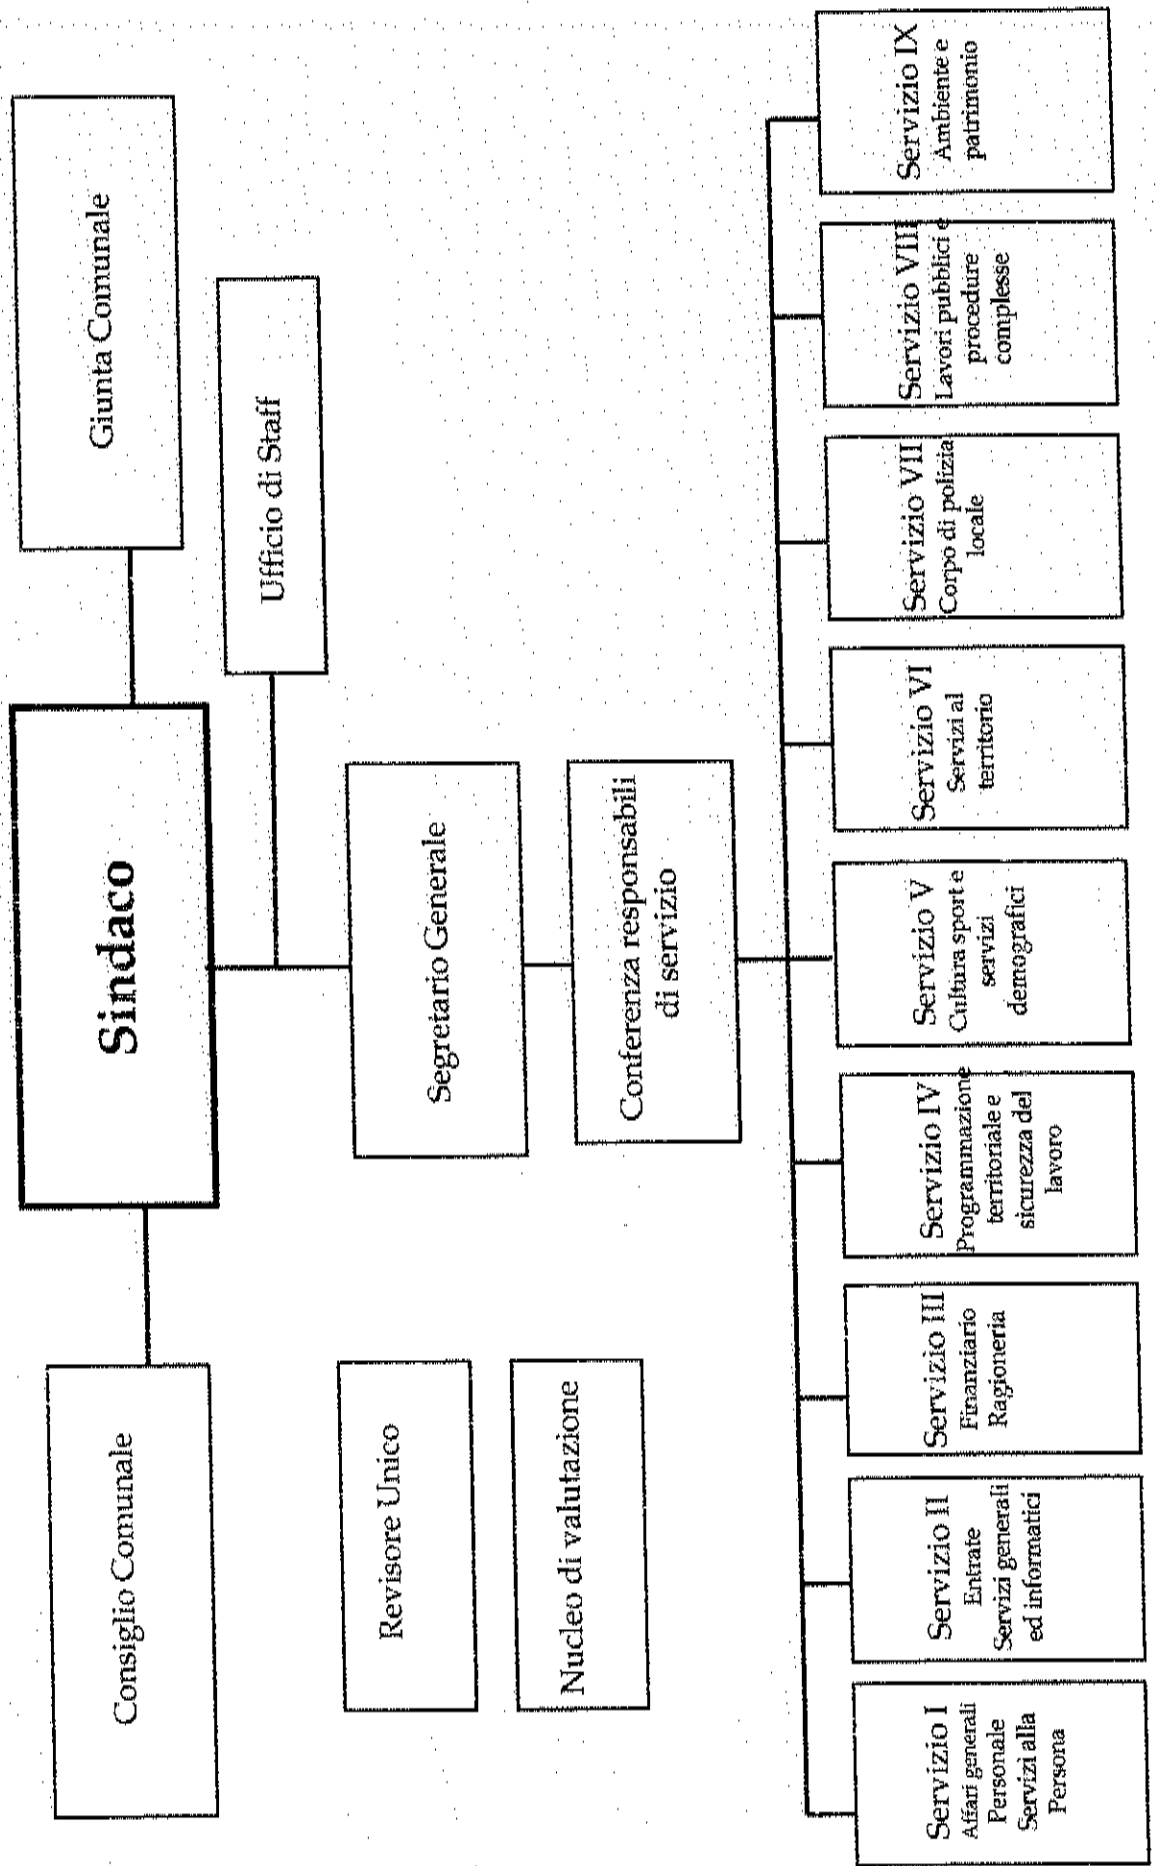 Consiglio Comunale
Sindaco
Giunta Comunale
Ufficio di Staff
Revisore Unico
Segretario Generale
Nucleo di valutazione
Conferenza responsabili
di servizio
Servizio I
Affari generali
Personale
Servizi alla
Persona
Servizio II
Entrate
Servizi generali
ed informatici
Servizio III
Finanziario
Ragioneria
Servizio IV
Programmazione
territoriale e
sicurezza del
lavoro
Servizio V
Cultura sport e
servizi
demografici
Servizio VI
Servizi al
territorio
Servizio VII
Corpo di polizia
locale
Servizio VIII
Lavori pubblici e
procedure
complesse
Servizio IX
Ambiente e
patrimonio